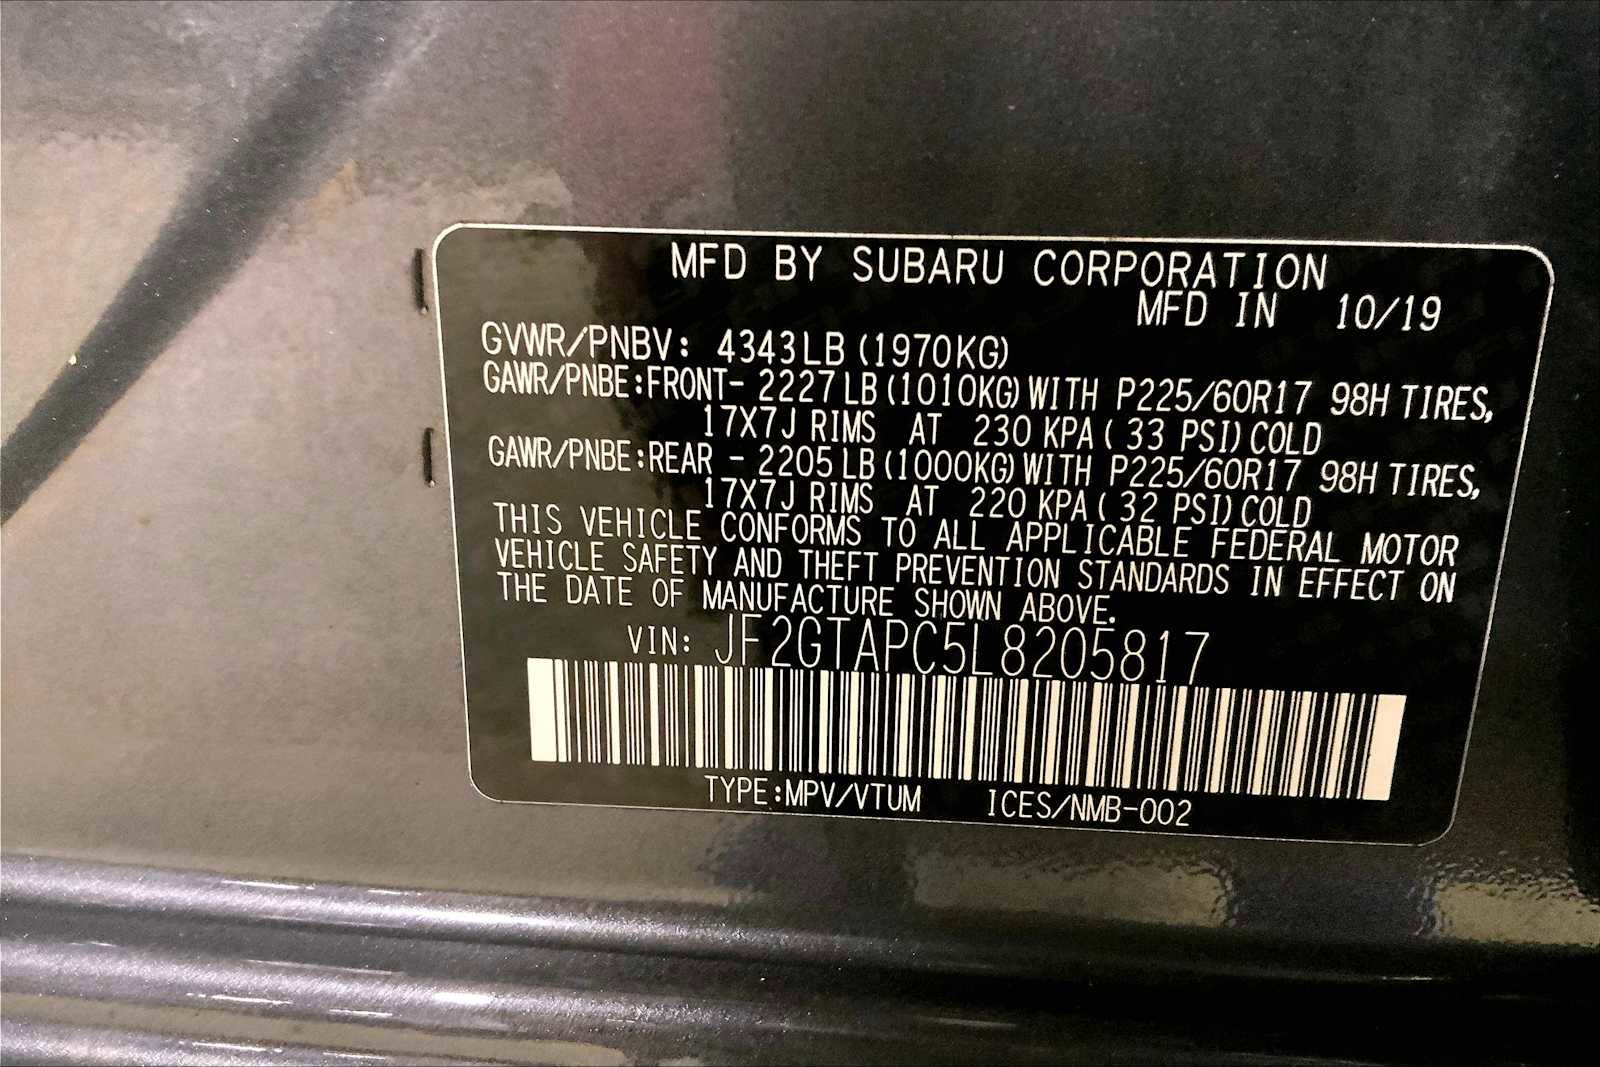 MFD BY SUBARU CORPORATION
MFD IN 10/19
GVWR/PNBV: 4343LB (1970KG)
GAWR/PNBE:FRONT- 2227LB (1010KG) WITH P225/60R17 98H TIRES,
17X7J RIMS AT 230 KPA ( 33 PSI) COLD
GAWR/PNBE:REAR - 2205LB (1000KG) WITH P225/60R17 98H TIRES,
17X7J RIMS AT 220 KPA ( 32 PSI) COLD
THIS VEHICLE CONFORMS TO ALL APPLICABLE FEDERAL MOTOR
VEHICLE SAFETY AND THEFT PREVENTION STANDARDS IN EFFECT ON
THE DATE OF MANUFACTURE SHOWN ABOVE.
VIN: JF2GTAPC5L8205817
TYPE:MPV/VTUM ICES/NMB-002